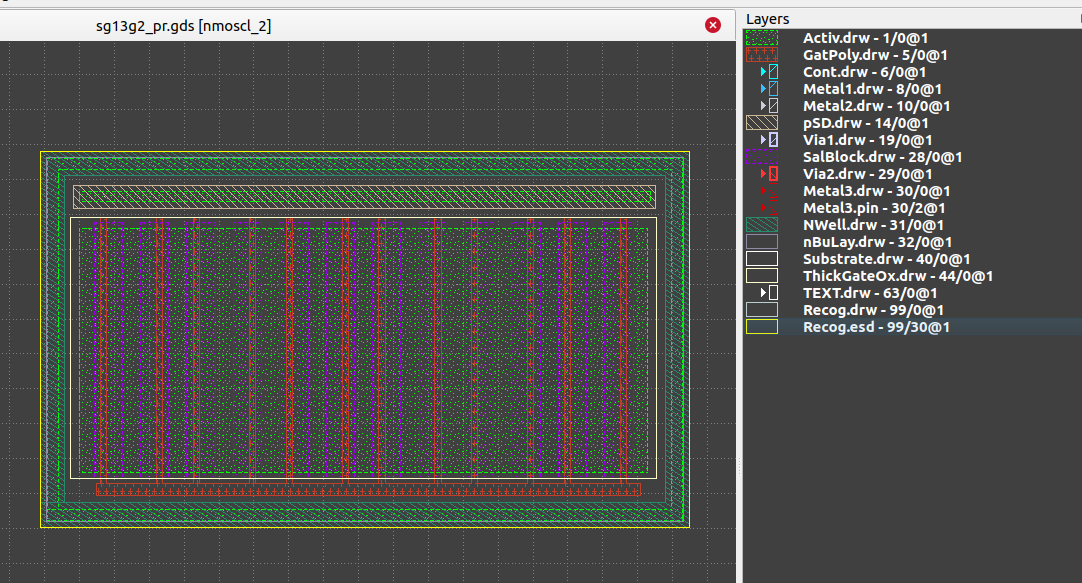 sg13g2_pr.gds [nmoscl_2]
Layers
Activ.drw - 1/0@1
GatPoly.drw - 5/0@1
Cont.drw - 6/0@1
Metal1.drw - 8/0@1
Metal2.drw - 10/0@1
pSD.drw - 14/0@1
Via1.drw - 19/0@1
SalBlock.drw - 28/0@1
Via2.drw - 29/0@1
Metal3.drw - 30/0@1
Metal3.pin - 30/2@1
NWell.drw - 31/0@1
nBuLay.drw - 32/0@1
Substrate.drw - 40/0@1
ThickGateOx.drw - 44/0@1
TEXT.drw - 63/0@1
Recog.drw - 99/0@1
Recog.esd - 99/30@1